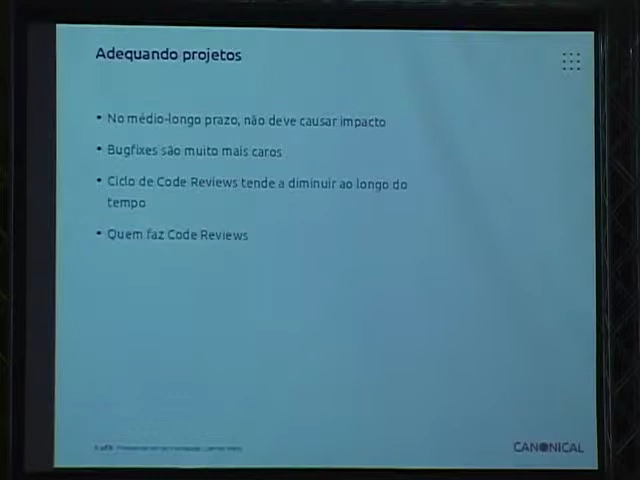 Adequando projetos
• No médio-longo prazo, não deve causar impacto
• Bugfixes são muito mais caros
• Ciclo de Code Reviews tende a diminuir ao longo do
tempo
• Quem faz Code Reviews
CANONICAL